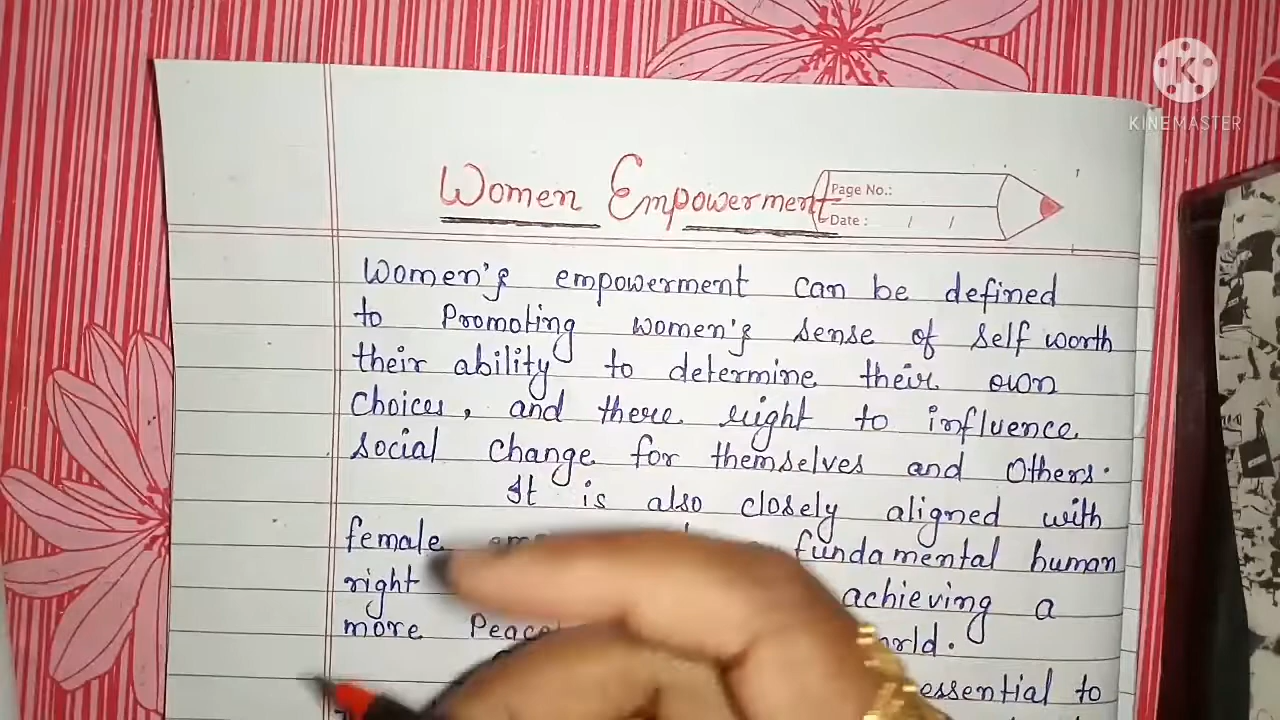 KINEMASTER
Women Empowerment
Page No.:
Date : / /
Women's empowerment can be defined
to Promoting women's sense of self worth
their ability to determine their own
choices, and there right to influence
social change for themselves and others.
It is also closely aligned with
female fundamental human
right achieving a
more
essential to